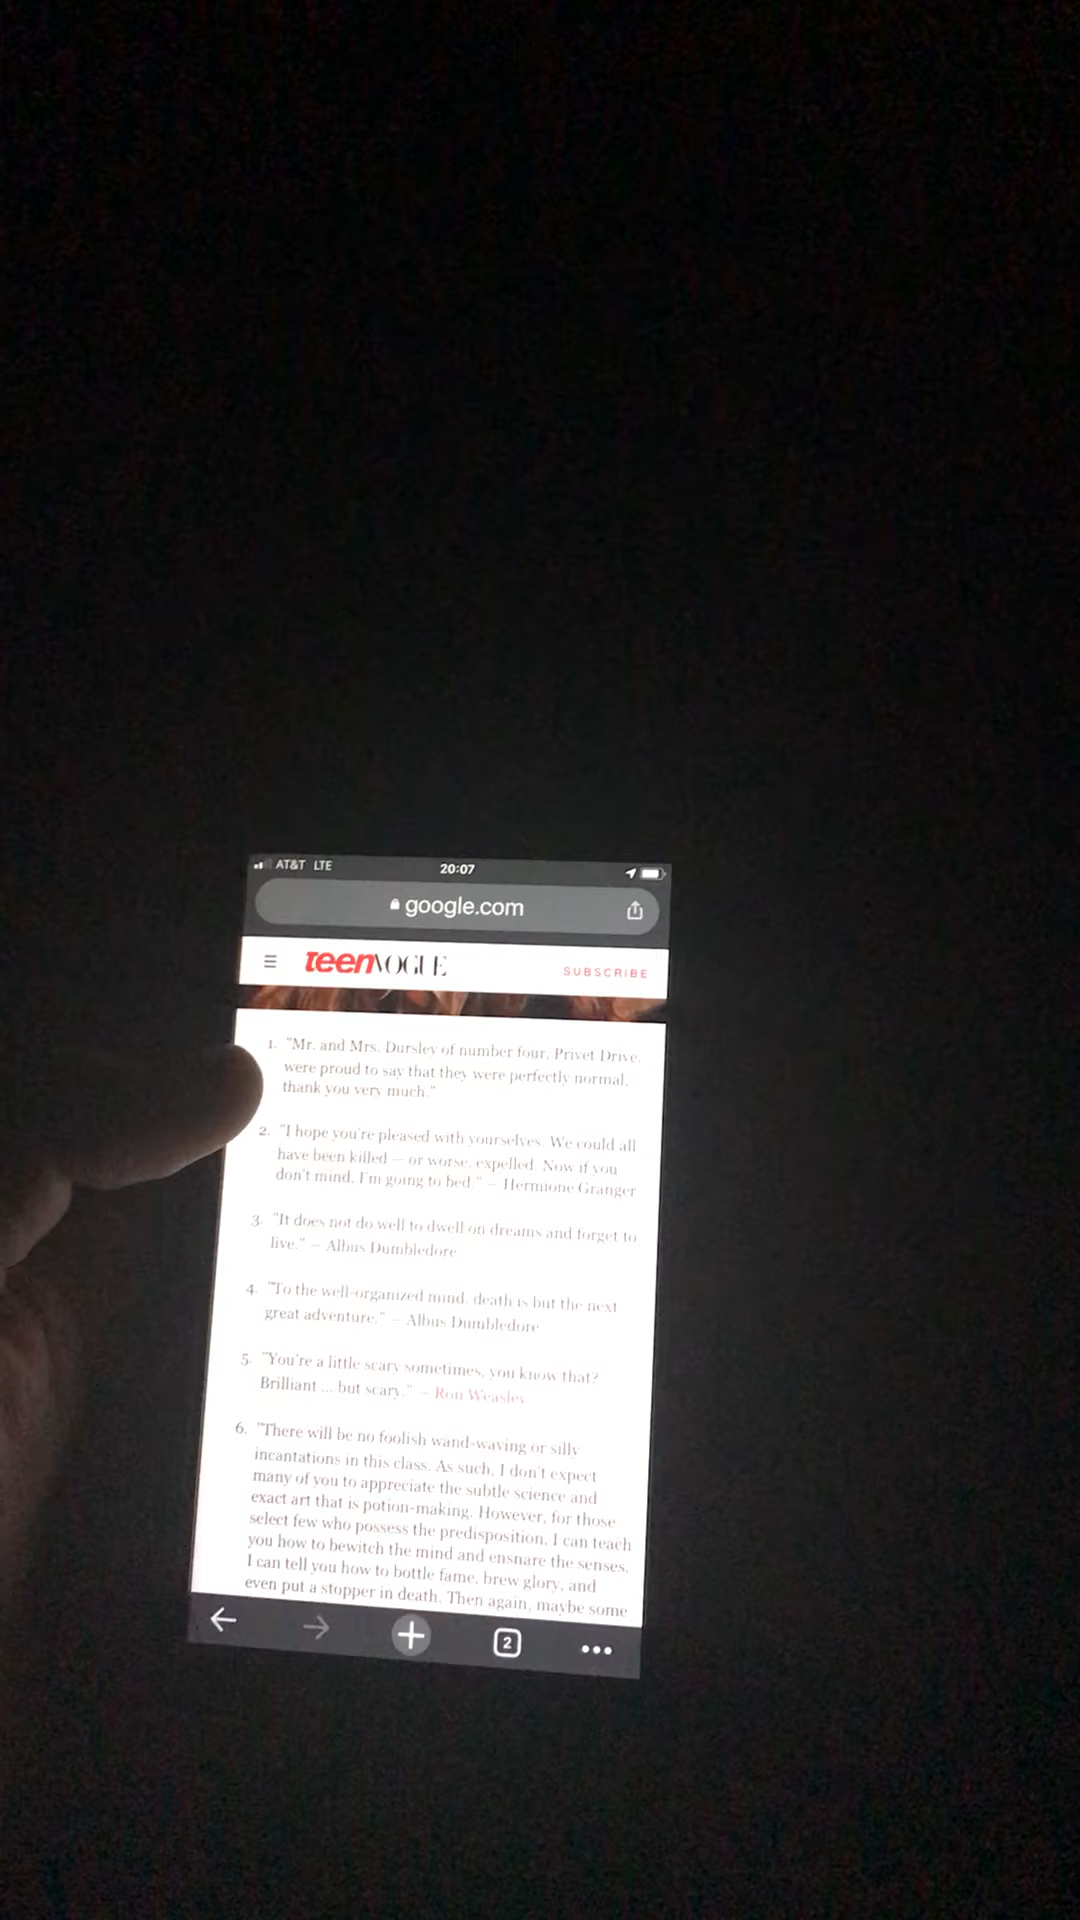 AT&T LTE 20:07
google.com
teenVOGUE SUBSCRIBE
1. "Mr. and Mrs. Dursley of number four, Privet Drive,
were proud to say that they were perfectly normal,
thank you very much."
2. "I hope you're pleased with yourselves. We could all
have been killed — or worse, expelled. Now if you
don't mind, I'm going to bed." — Hermione Granger
3. "It does not do well to dwell on dreams and forget to
live." — Albus Dumbledore
4. "To the well-organized mind, death is but the next
great adventure." — Albus Dumbledore
5. "You're a little scary sometimes, you know that?
Brilliant ... but scary." — Ron Weasley
6. "There will be no foolish wand-waving or silly
incantations in this class. As such, I don't expect
many of you to appreciate the subtle science and
exact art that is potion-making. However, for those
select few who possess the predisposition, I can teach
you how to bewitch the mind and ensnare the senses.
I can tell you how to bottle fame, brew glory, and
even put a stopper in death. Then again, maybe some
2